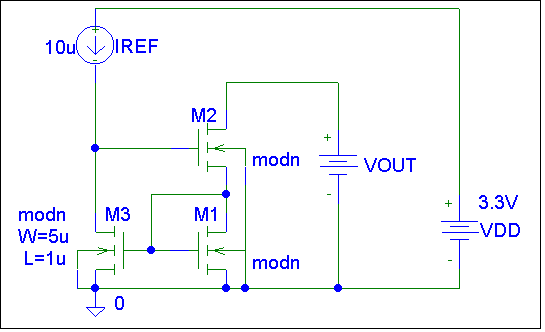 +
10u
IREF
-
M2
modn
+
VOUT
-
modn
W=5u
L=1u
M3
M1
modn
3.3V
+
VDD
-
0